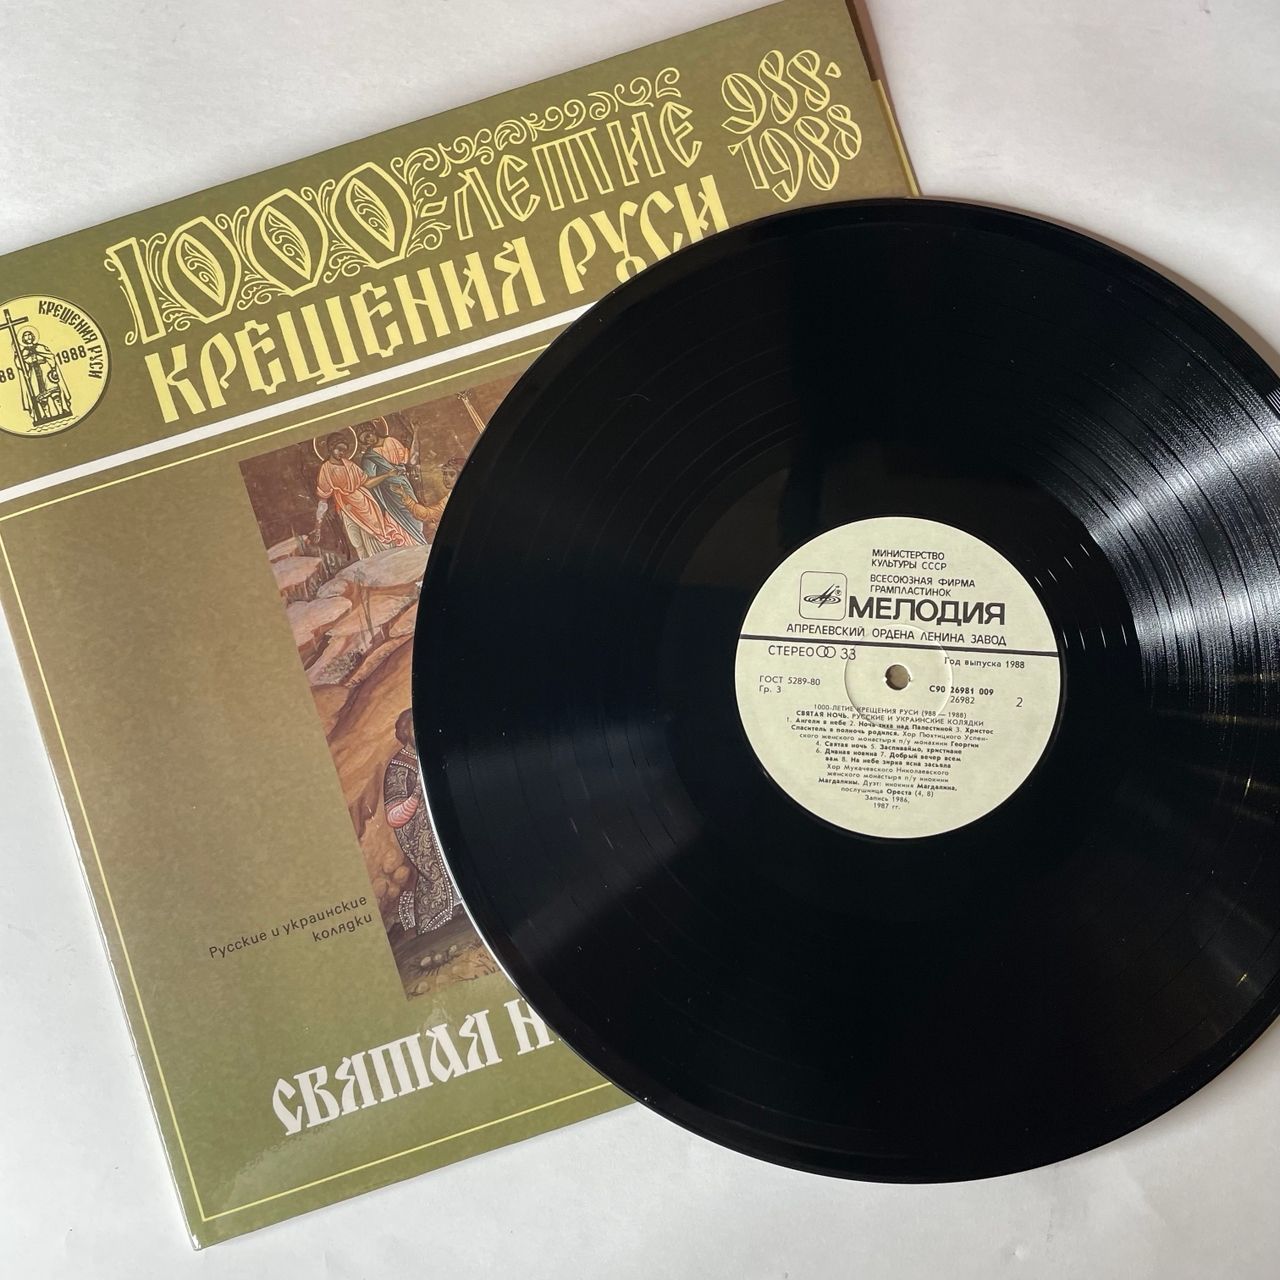 1000-ЛЕТИЕ
988-
1988
КРЕЩЕНИЯ РУСИ
КРЕЩЕНИЯ РУСИ
88 1988
Русские и украинские
колядки
СВЯТАЯ Н
МИНИСТЕРСТВО
КУЛЬТУРЫ СССР
ВСЕСОЮЗНАЯ ФИРМА
ГРАМПЛАСТИНОК
МЕЛОДИЯ
АПРЕЛЕВСКИЙ ОРДЕНА ЛЕНИНА ЗАВОД
СТЕРЕО 33
Год выпуска 1988
ГОСТ 5289-80
Гр. 3
С90 26981 009
26982
2
1000-ЛЕТИЕ КРЕЩЕНИЯ РУСИ (988—1988)
СВЯТАЯ НОЧЬ. РУССКИЕ И УКРАИНСКИЕ КОЛЯДКИ
1. Ангели в небе 2. Ночь тиха над Палестиной 3. Христос
Спаситель в полночь родился. Хор Пюхтицкого Успен-
ского женского монастыря п/у монахини Георгии
4. Святая ночь 5. Заспиваймо, християне
6. Дивная новина 7. Добрый вечер всем
вам 8. На небе зирка ясна засьяла
Хор Мукачевского Николаевского
женского монастыря п/у инокини
Магдалины. Дуэт: инокиня Магдалина,
послушница Ореста (4, 8)
Запись 1986,
1987 гг.